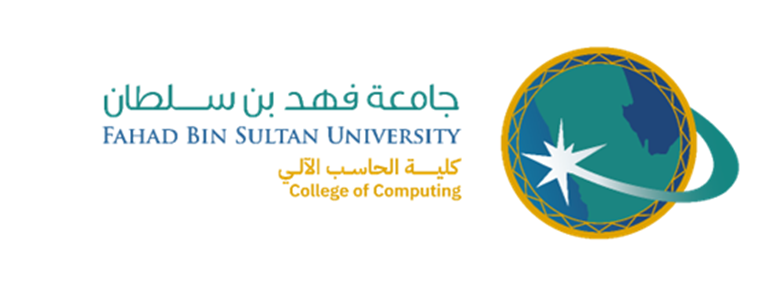 جامعة فهد بن سلطان
FAHAD BIN SULTAN UNIVERSITY
كلية الحاسب الآلي
College of Computing